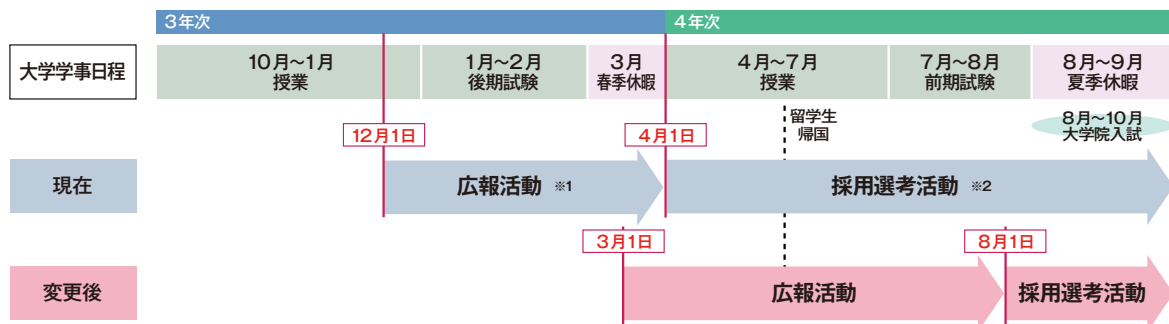 3年次
4年次
大学学事日程
10月〜1月
授業
1月〜2月
後期試験
3月
春季休暇
4月〜7月
授業
7月〜8月
前期試験
8月〜9月
夏季休暇
12月1日
4月1日
留学生
帰国
8月〜10月
大学院入試
現在
広報活動 ※1
採用選考活動 ※2
3月1日
8月1日
変更後
広報活動
採用選考活動